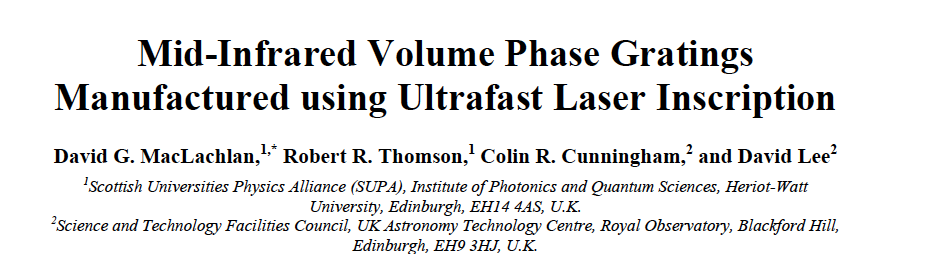 Mid-Infrared Volume Phase Gratings
Manufactured using Ultrafast Laser Inscription
David G. MacLachlan,1,* Robert R. Thomson,1 Colin R. Cunningham,2 and David Lee2
1Scottish Universities Physics Alliance (SUPA), Institute of Photonics and Quantum Sciences, Heriot-Watt
University, Edinburgh, EH14 4AS, U.K.
2Science and Technology Facilities Council, UK Astronomy Technology Centre, Royal Observatory, Blackford Hill,
Edinburgh, EH9 3HJ, U.K.